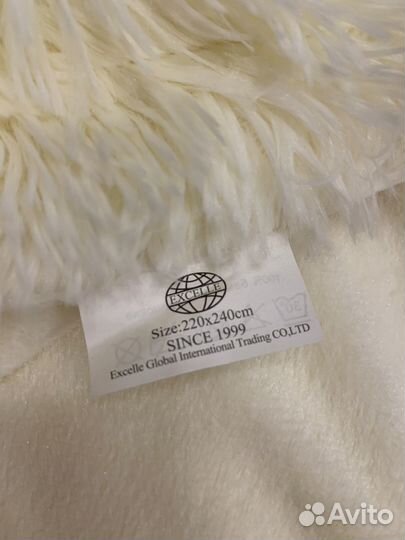 EXCELLE
Size:220x240cm
SINCE 1999
Excelle Global International Trading CO,LTD
Avito